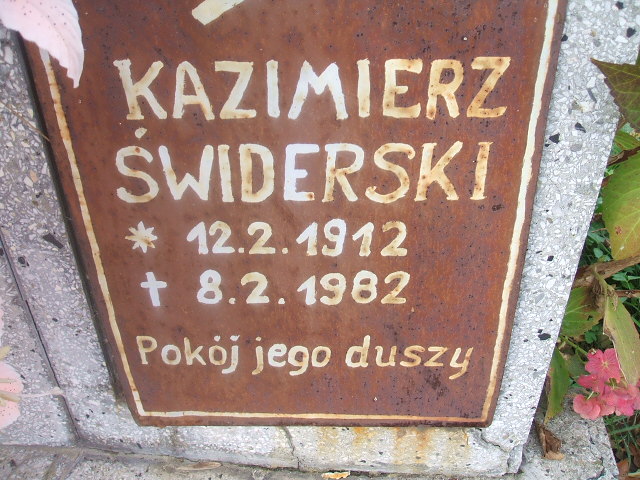 KAZIMIERZ
ŚWIDERSKI
* 12.2.1912
✝ 8.2.1982
Pokój jego duszy